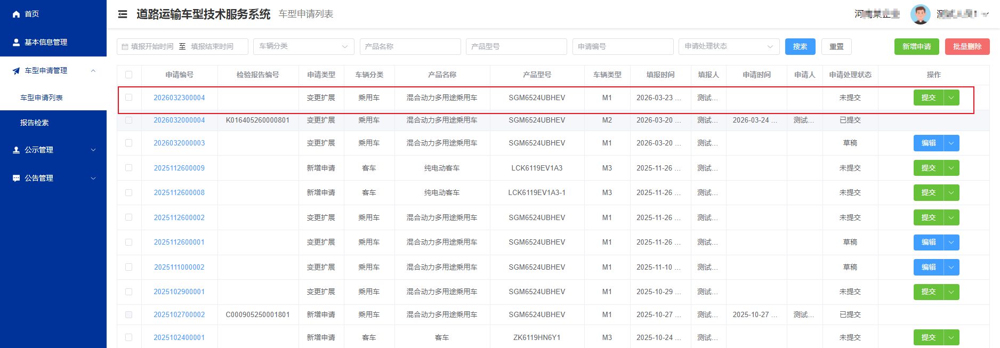 首页
基本信息管理
车型申请管理
车型申请列表
报告检索
公示管理
公告管理
道路运输车型技术服务系统 车型申请列表
填报开始时间 至 填报结束时间 车辆分类 产品名称 产品型号 申请编号 申请处理状态 搜索 重置 新增申请 批量删除
申请编号 检验报告编号 申请类型 车辆分类 产品名称 产品型号 车辆类型 填报时间 填报人 申请时间 申请人 申请处理状态 操作
2026032300004 变更扩展 乘用车 混合动力多用途乘用车 SGM6524UBHEV M1 2026-03-23 ... 测试... 未提交 提交
2026032000004 K016405260000801 变更扩展 乘用车 混合动力多用途乘用车 SGM6524UBHEV M2 2026-03-20 ... 测试... 2026-03-24 ... 测试... 已提交
2026032000003 变更扩展 乘用车 混合动力多用途乘用车 SGM6524UBHEV M1 2026-03-20 ... 测试... 草稿 编辑
2025112600009 新增申请 客车 纯电动客车 LCK6119EV1A3 M3 2025-11-26 ... 测试... 未提交 提交
2025112600008 新增申请 客车 纯电动客车 LCK6119EV1A3-1 M3 2025-11-26 ... 测试... 未提交 提交
2025112600002 变更扩展 乘用车 混合动力多用途乘用车 SGM6524UBHEV M1 2025-11-26 ... 测试... 未提交 提交
2025112600001 变更扩展 乘用车 混合动力多用途乘用车 SGM6524UBHEV M1 2025-11-26 ... 测试... 草稿 编辑
2025111000002 变更扩展 乘用车 混合动力多用途乘用车 SGM6524UBHEV M1 2025-11-10 ... 测试... 草稿 编辑
2025102900001 变更扩展 乘用车 混合动力多用途乘用车 SGM6524UBHEV M1 2025-10-29 ... 测试... 未提交 提交
2025102700002 C000905250001801 新增申请 乘用车 混合动力多用途乘用车 SGM6524UBHEV M1 2025-10-27 ... 测试... 2025-10-27 ... 测试... 已提交
2025102400001 新增申请 客车 客车 ZK6119HN6Y1 M3 2025-10-24 ... 测试... 未提交 提交